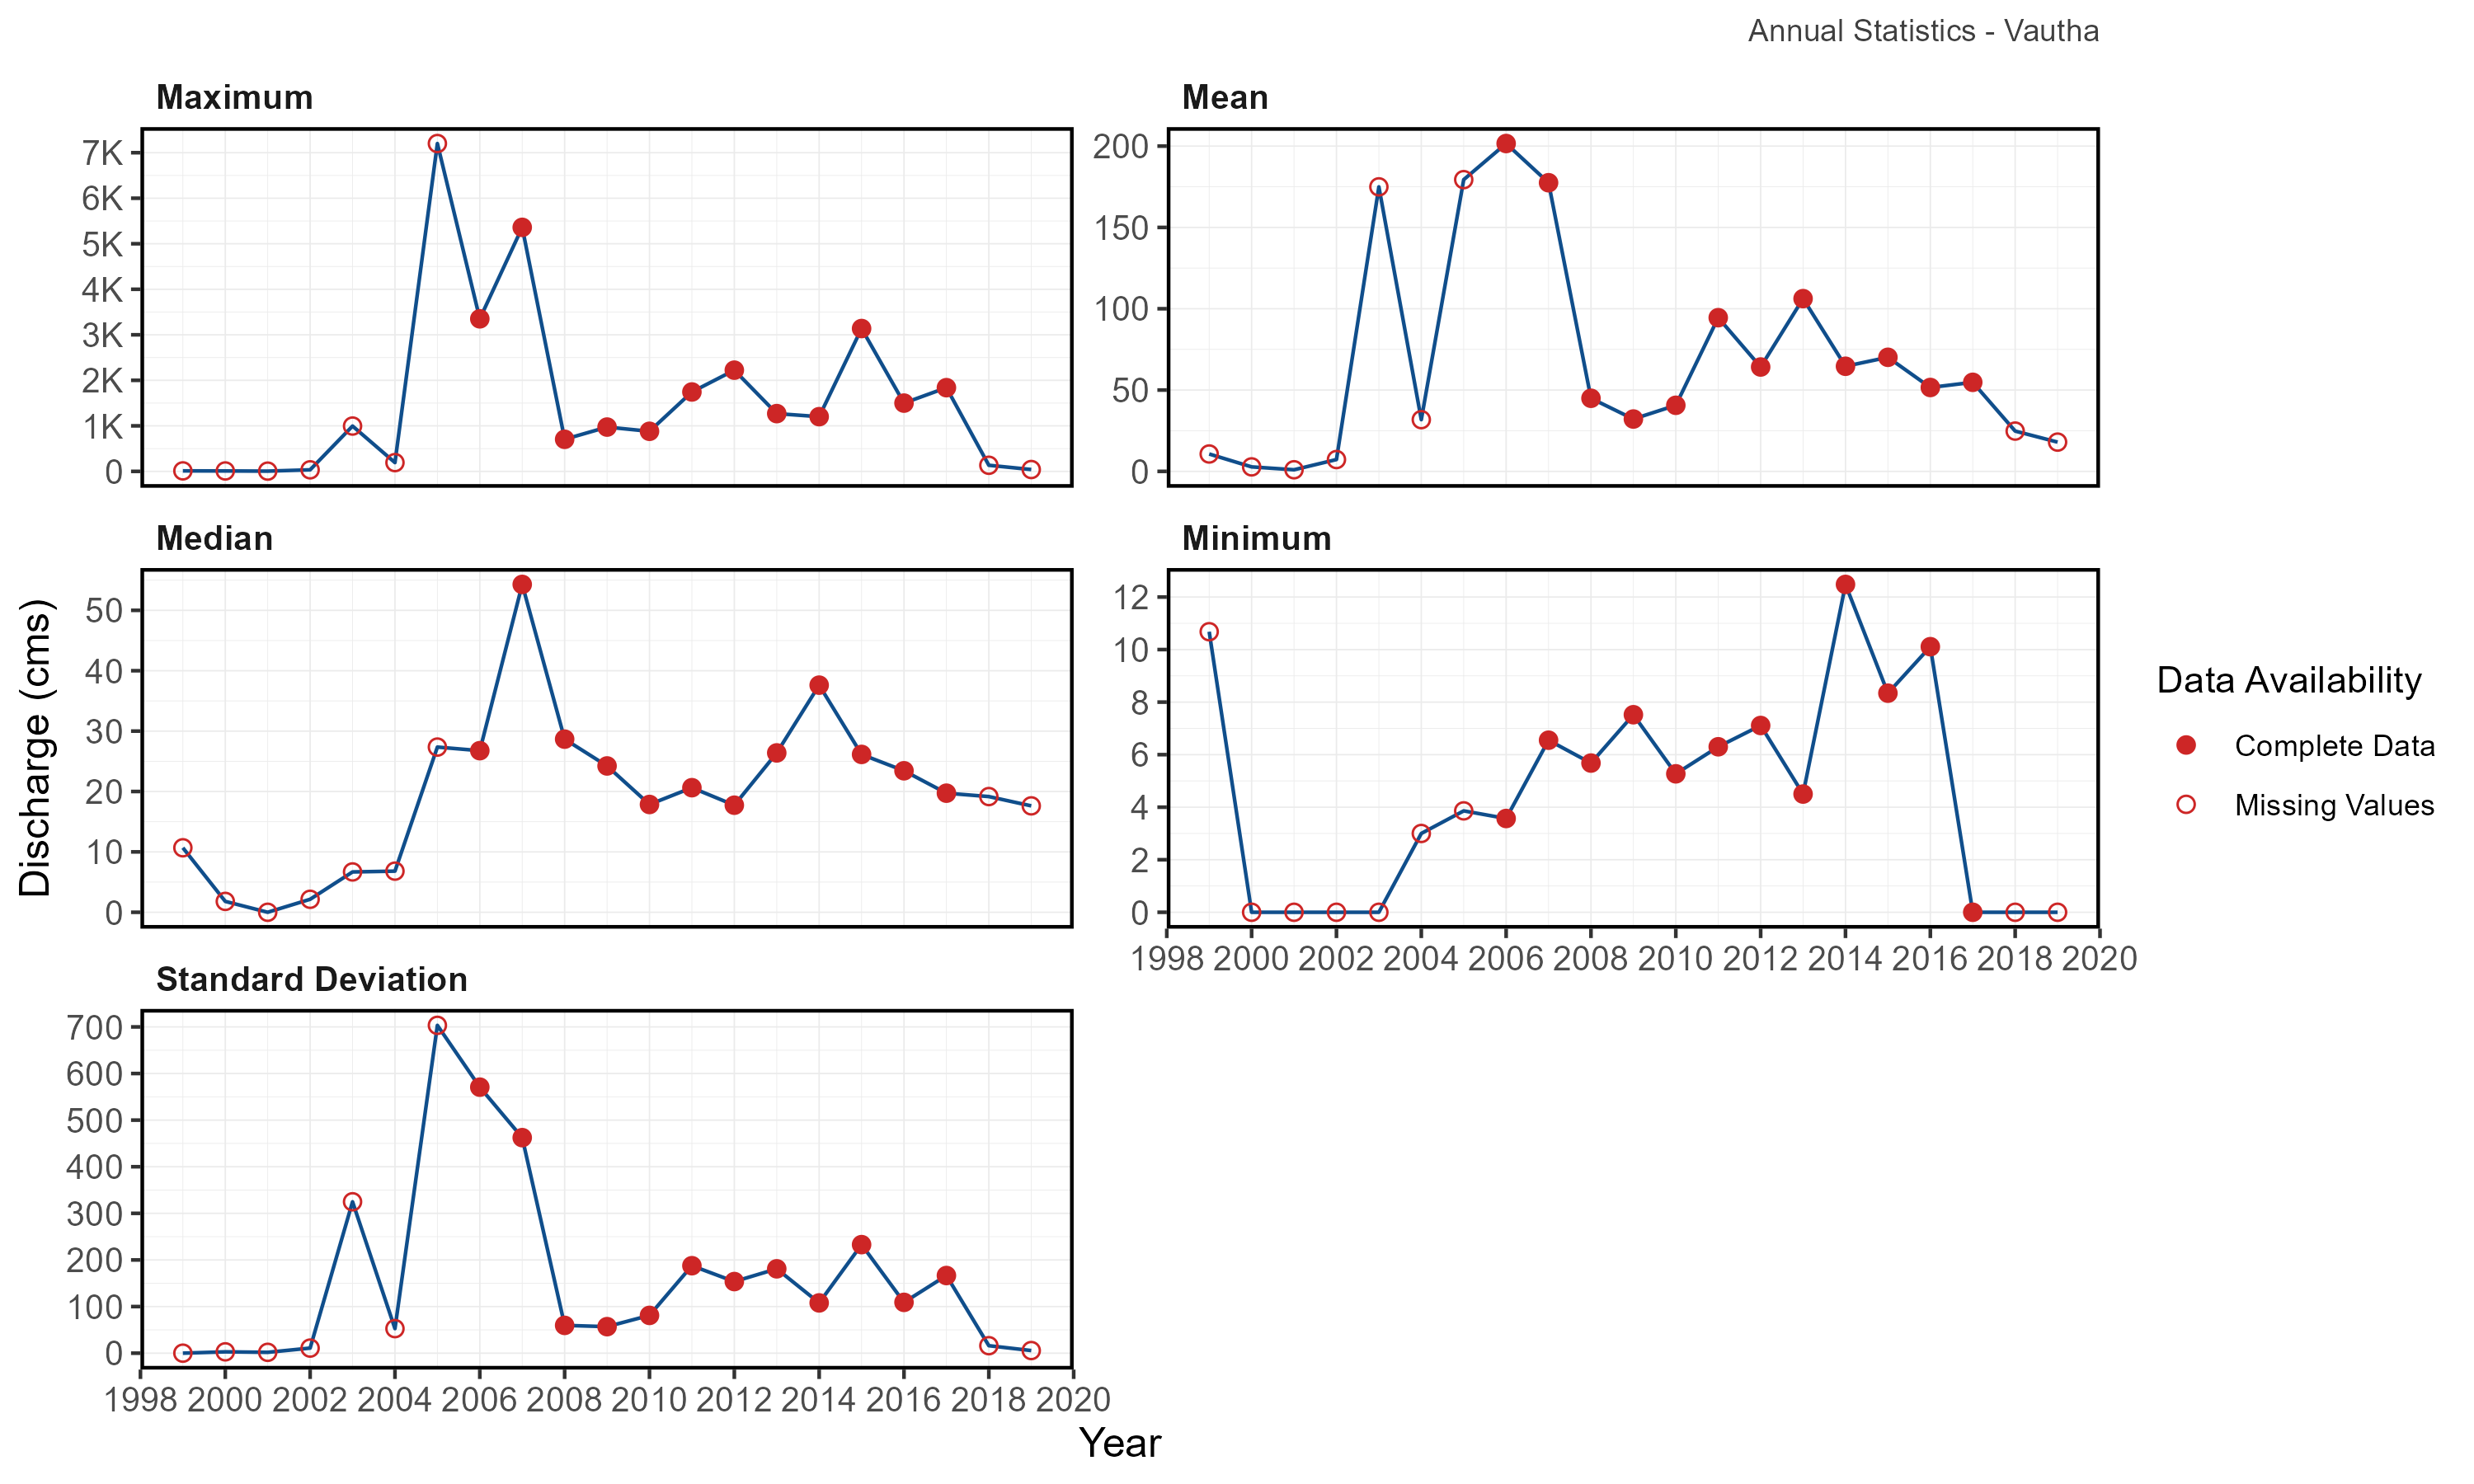 Annual Statistics - Vautha
Maximum
7K
6K
5K
4K
3K
2K
1K
0
Mean
200
150
100
50
0
Discharge (cms)
Median
50
40
30
20
10
0
Minimum
12
10
8
6
4
2
0
1998 2000 2002 2004 2006 2008 2010 2012 2014 2016 2018 2020
Data Availability
Complete Data
Missing Values
Standard Deviation
700
600
500
400
300
200
100
0
1998 2000 2002 2004 2006 2008 2010 2012 2014 2016 2018 2020
Year